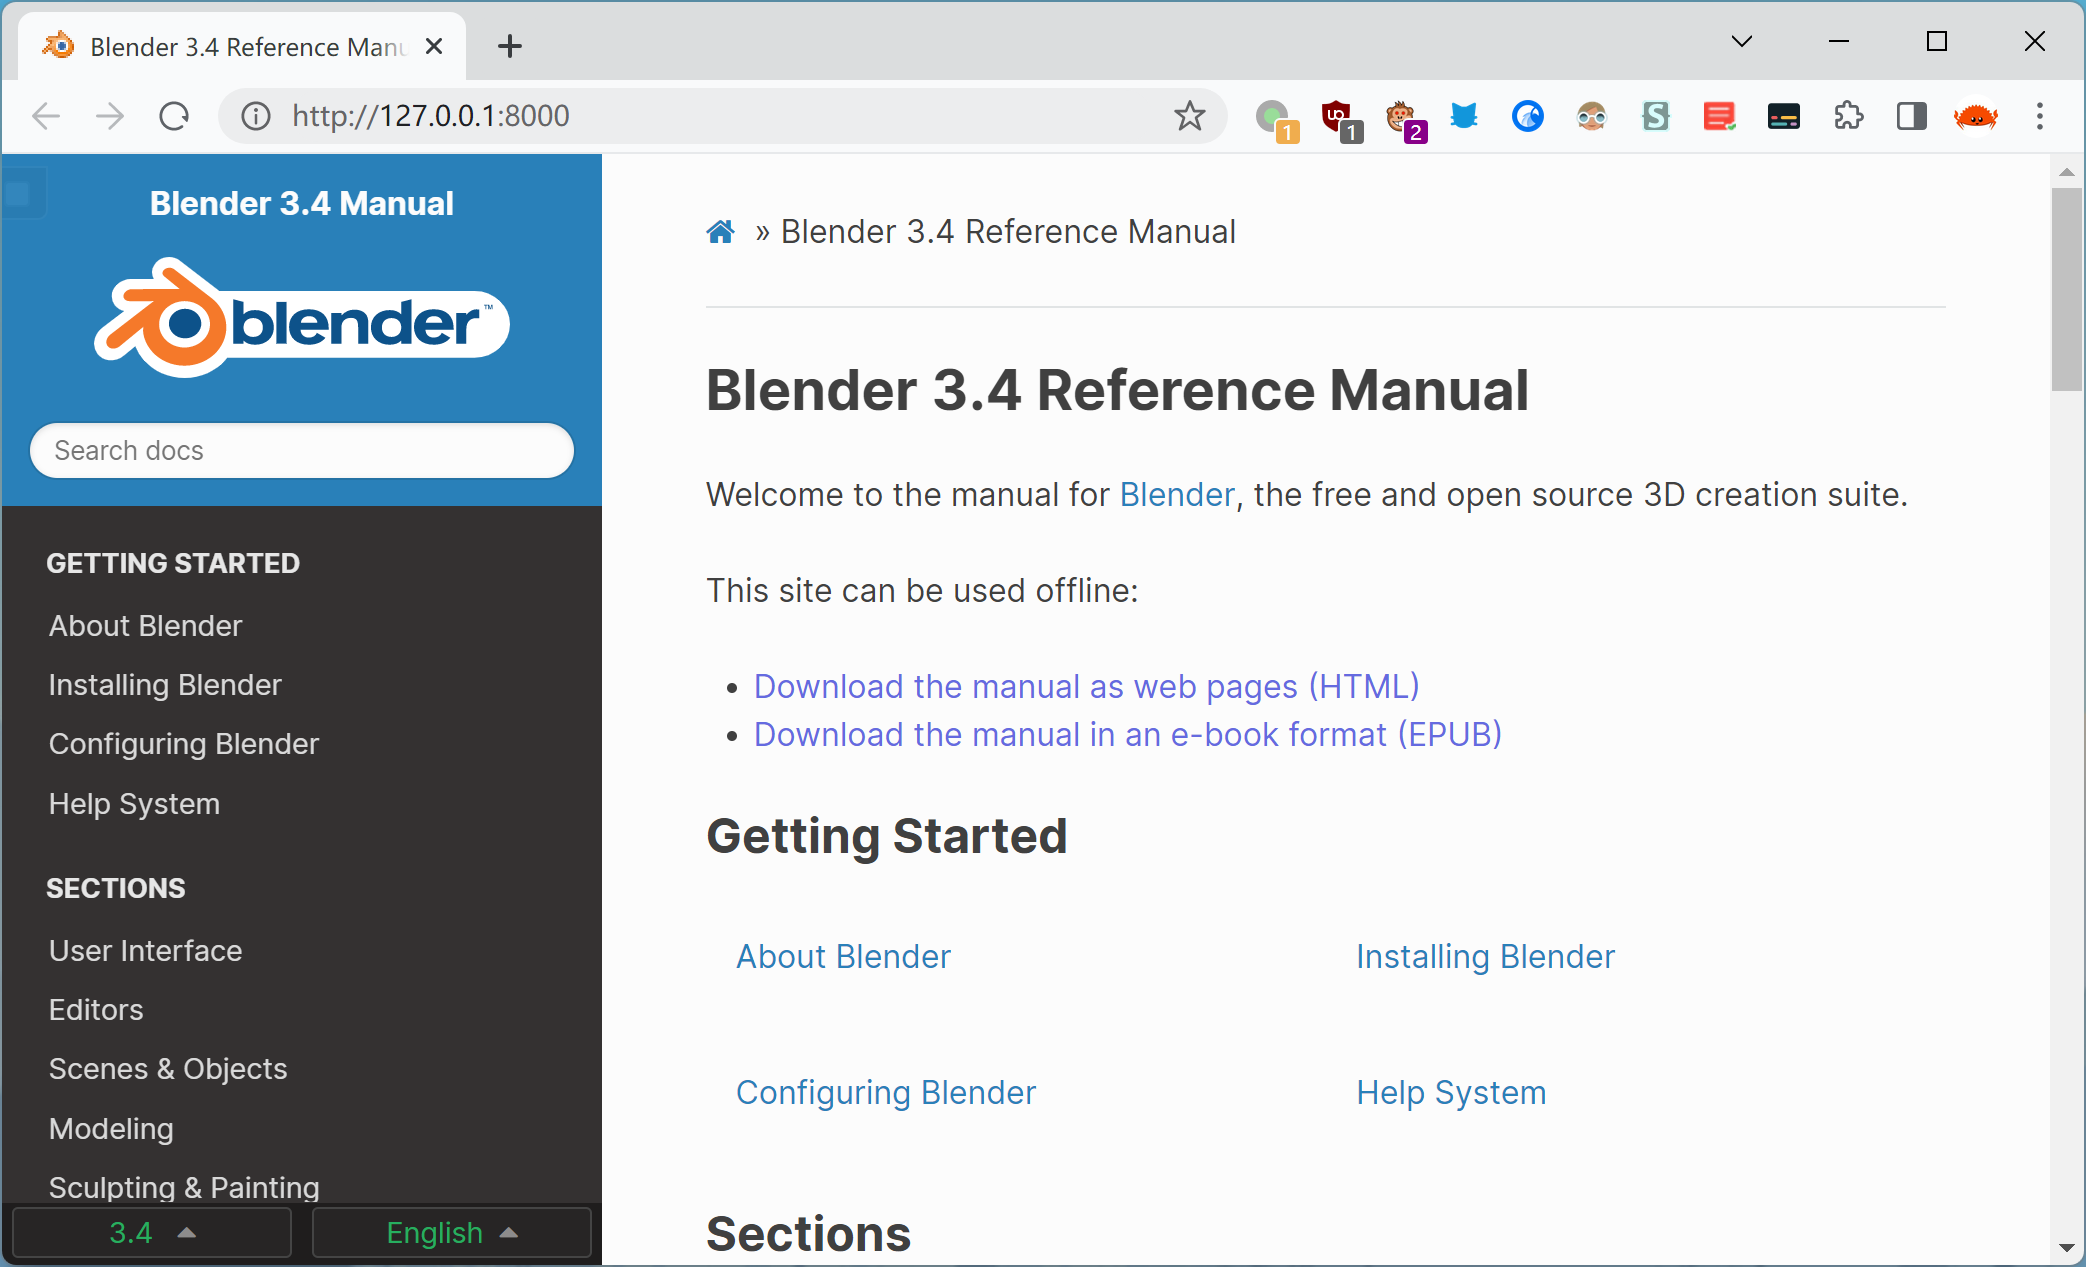 Blender 3.4 Reference Manu
http://127.0.0.1:8000
1
1
2
Blender 3.4 Manual
blender™
Search docs
GETTING STARTED
About Blender
Installing Blender
Configuring Blender
Help System
SECTIONS
User Interface
Editors
Scenes & Objects
Modeling
Sculpting & Painting
3.4
English
» Blender 3.4 Reference Manual
Blender 3.4 Reference Manual
Welcome to the manual for Blender, the free and open source 3D creation suite.
This site can be used offline:
• Download the manual as web pages (HTML)
• Download the manual in an e-book format (EPUB)
Getting Started
About Blender
Installing Blender
Configuring Blender
Help System
Sections